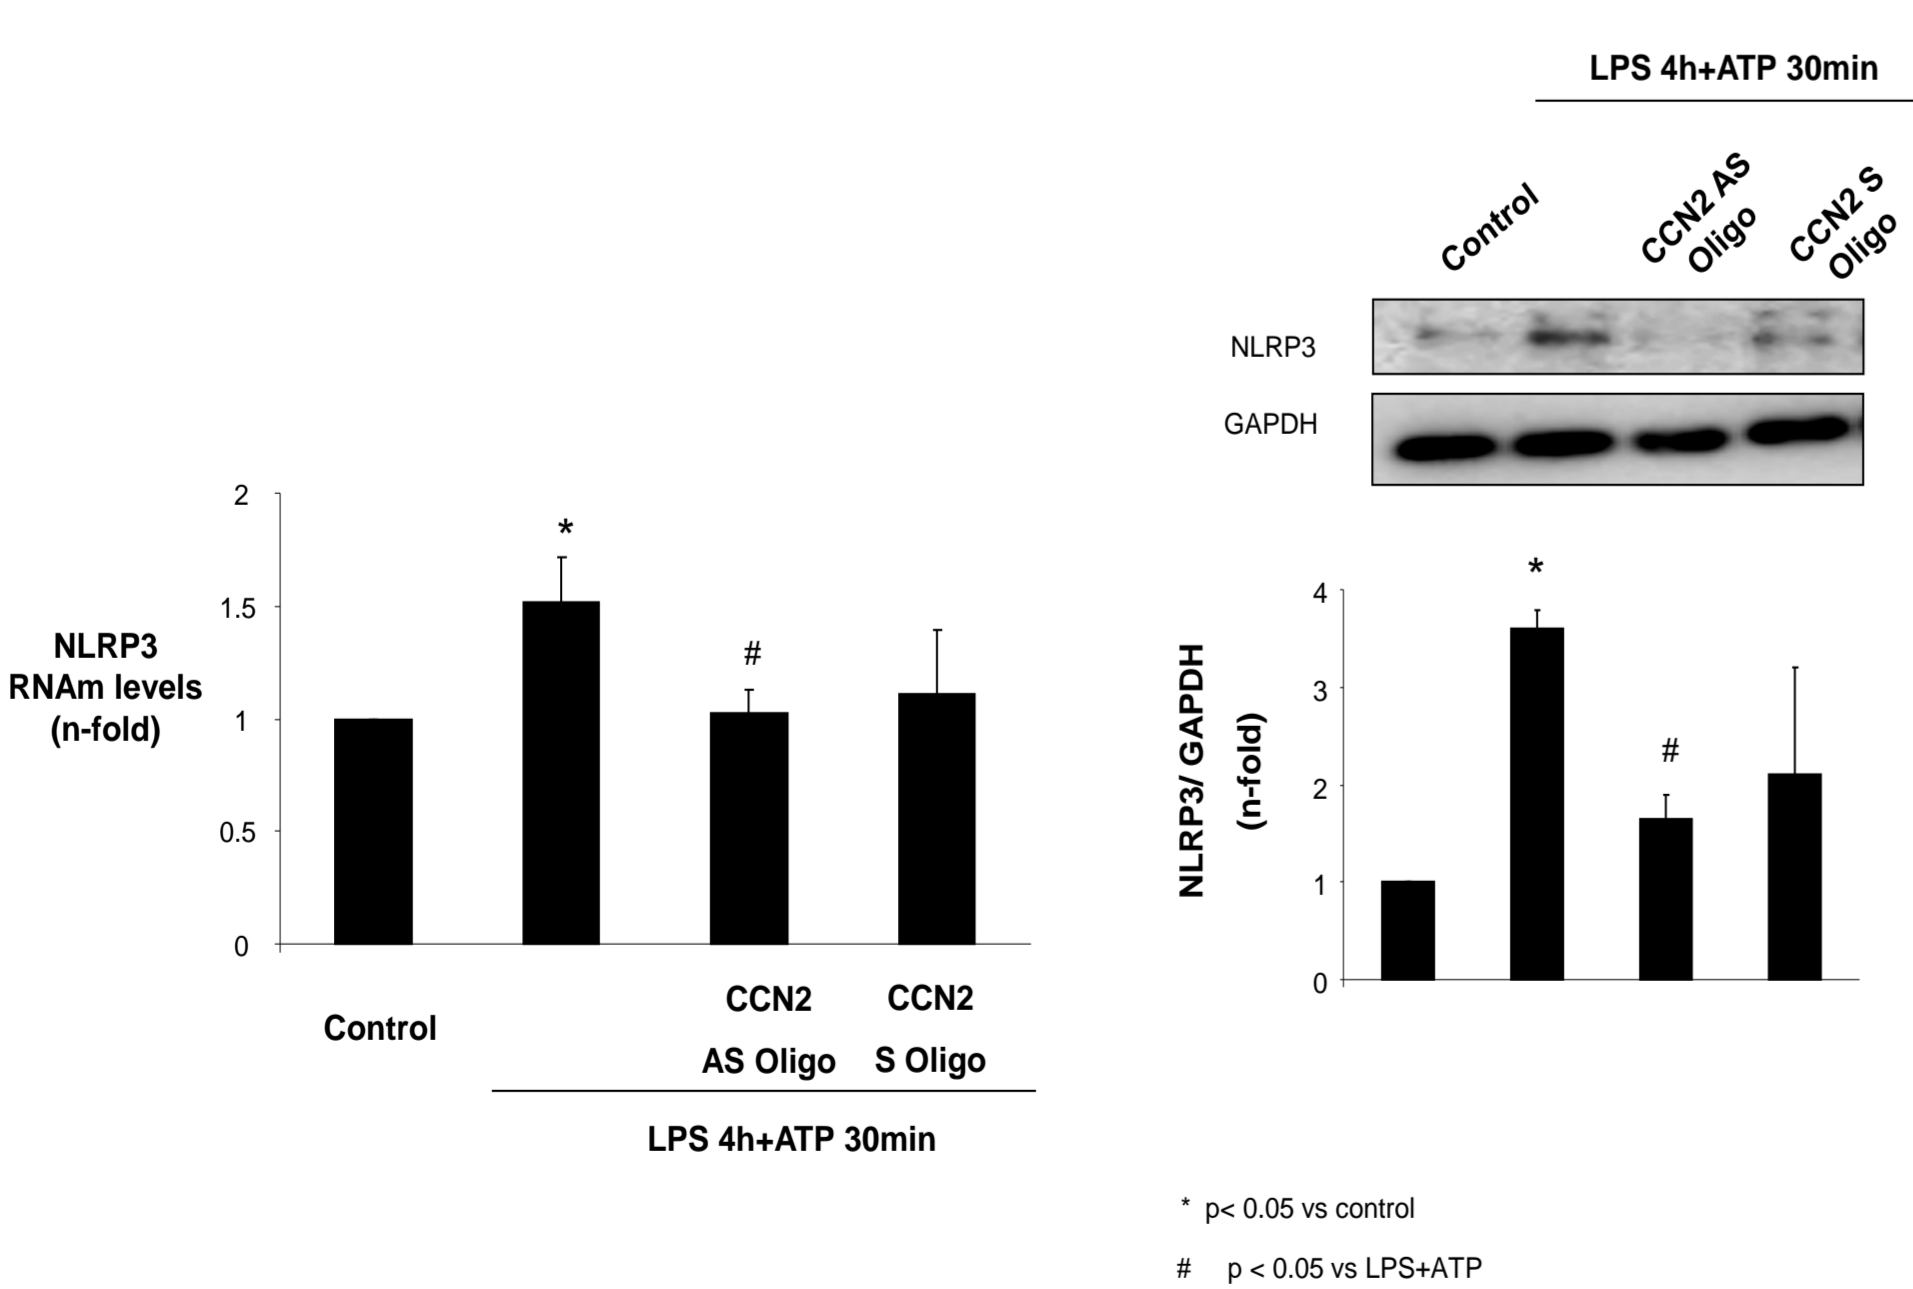 LPS 4h+ATP 30min
Control
CCN2 AS
Oligo
CCN2 S
Oligo
NLRP3
GAPDH
2
1.5
1
0.5
0
*
#
NLRP3
RNAm levels
(n-fold)
Control
CCN2
AS Oligo
CCN2
S Oligo
LPS 4h+ATP 30min
NLRP3/ GAPDH
(n-fold)
4
3
2
1
0
*
#
* p< 0.05 vs control
# p < 0.05 vs LPS+ATP